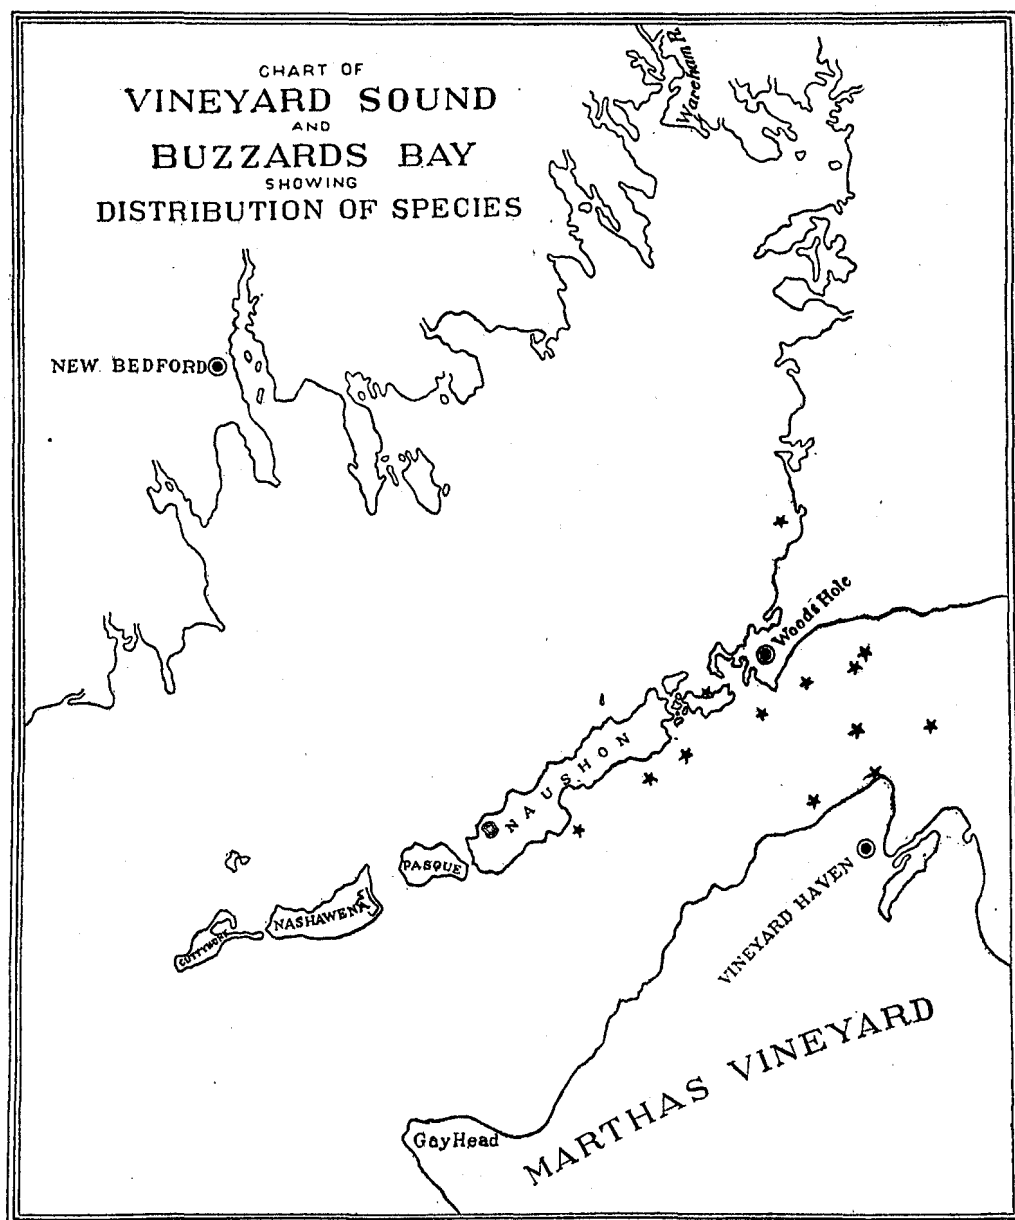 CHART OF
VINEYARD SOUND
AND
BUZZARDS BAY
SHOWING
DISTRIBUTION OF SPECIES
Wareham R.
NEW BEDFORD
Woods Hole
NAUSHON
PASQUE
NASHAWENA
CUTTYHUNK
VINEYARD HAVEN
MARTHAS VINEYARD
Gay Head